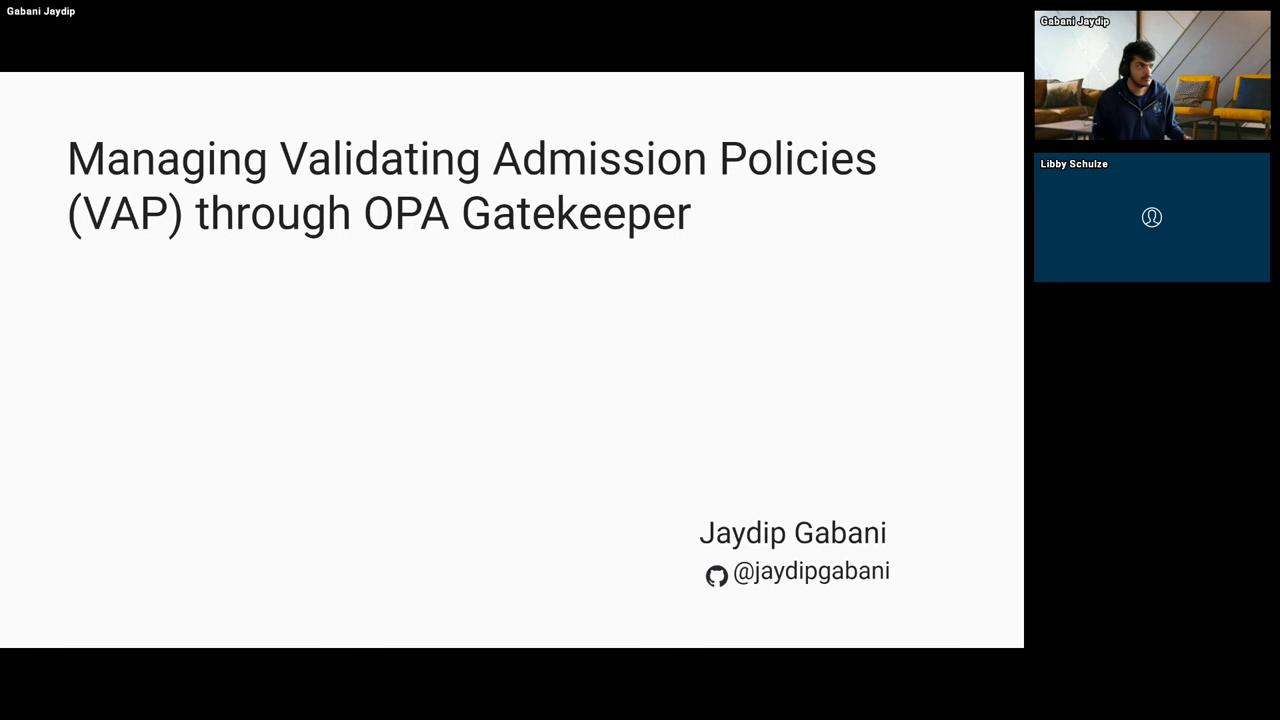 Gabani Jaydip
Managing Validating Admission Policies
(VAP) through OPA Gatekeeper
Jaydip Gabani
@jaydipgabani
Gabani Jaydip
Libby Schulze